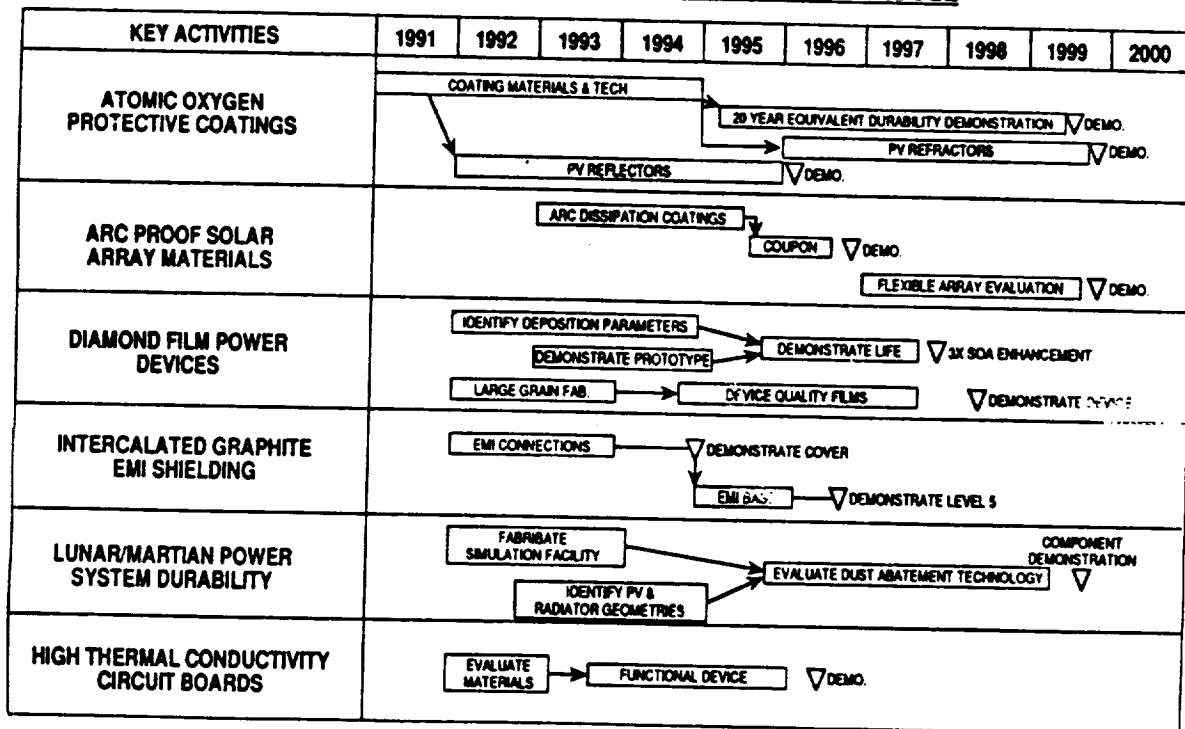 KEY ACTIVITIES
1991
1992
1993
1994
1995
1996
1997
1998
1999
2000
ATOMIC OXYGEN
PROTECTIVE COATINGS
COATING MATERIALS & TECH
20 YEAR EQUIVALENT DURABILITY DEMONSTRATION
DEMO.
PV REFRACTORS
DEMO.
PV REFLECTORS
DEMO.
ARC PROOF SOLAR
ARRAY MATERIALS
ARC DISSIPATION COATINGS
COUPON
DEMO.
FLEXIBLE ARRAY EVALUATION
DEMO.
DIAMOND FILM POWER
DEVICES
IDENTIFY DEPOSITION PARAMETERS
DEMONSTRATE PROTOTYPE
DEMONSTRATE LIFE
3X SOA ENHANCEMENT
LARGE GRAIN FAB.
DEVICE QUALITY FILMS
DEMONSTRATE DEVICE
INTERCALATED GRAPHITE
EMI SHIELDING
EMI CONNECTIONS
DEMONSTRATE COVER
EMI BASE
DEMONSTRATE LEVEL 5
LUNAR/MARTIAN POWER
SYSTEM DURABILITY
FABRIBATE
SIMULATION FACILITY
IDENTIFY PV &
RADIATOR GEOMETRIES
EVALUATE DUST ABATEMENT TECHNOLOGY
COMPONENT
DEMONSTRATION
HIGH THERMAL CONDUCTIVITY
CIRCUIT BOARDS
EVALUATE
MATERIALS
FUNCTIONAL DEVICE
DEMO.